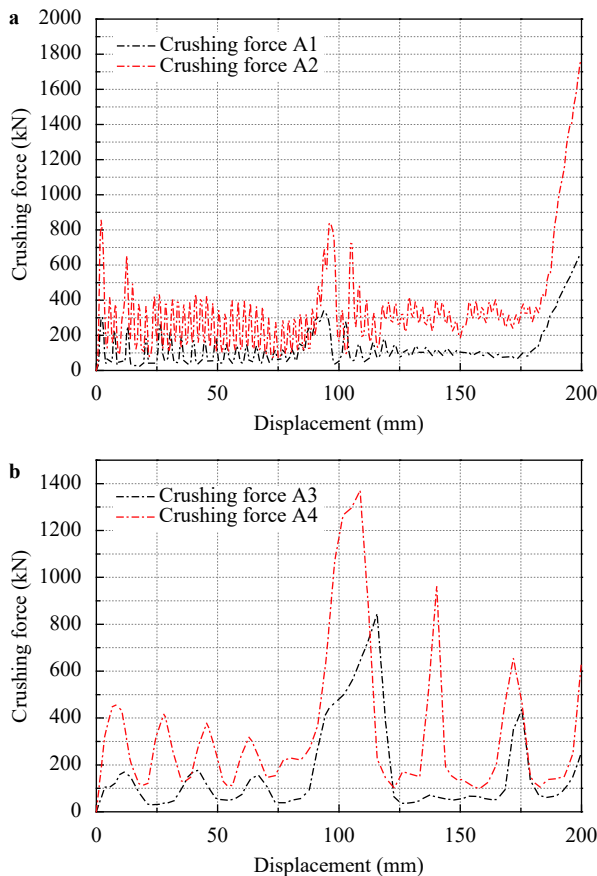 a
2000
1800
1600
1400
1200
1000
800
600
400
200
0
Crushing force (kN)
Crushing force A1
Crushing force A2
0 50 100 150 200
Displacement (mm)
b
1400
1200
1000
800
600
400
200
0
Crushing force (kN)
Crushing force A3
Crushing force A4
0 50 100 150 200
Displacement (mm)